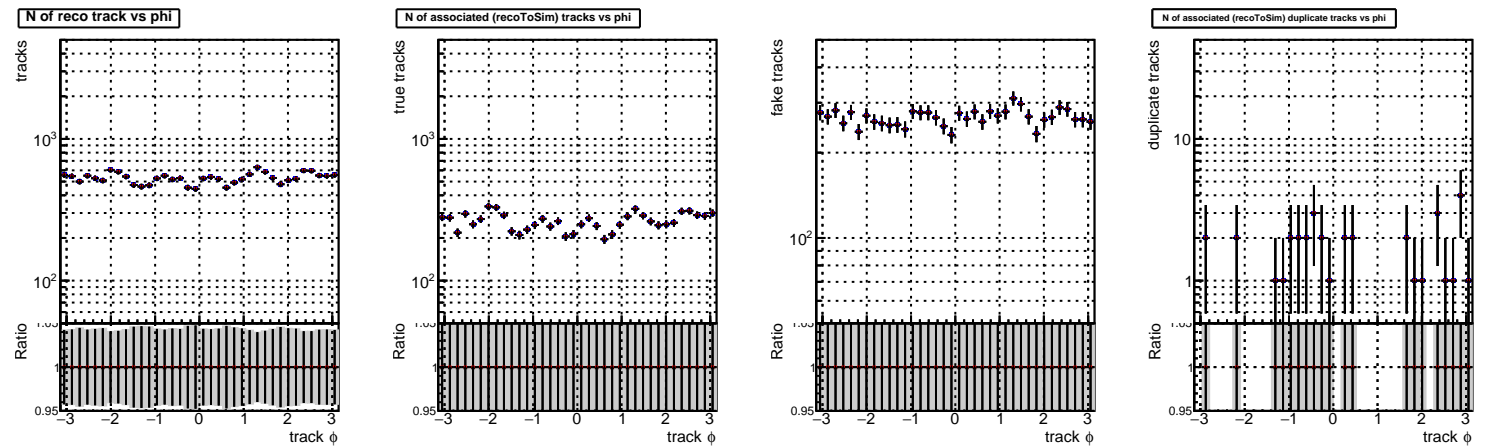 N of reco track vs phi
tracks
10³
10²
Ratio
1.05
1
0.95
−3 −2 −1 0 1 2 3
track ϕ
N of associated (recoToSim) tracks vs phi
true tracks
10³
10²
Ratio
1.05
1
0.95
−3 −2 −1 0 1 2 3
track ϕ
fake tracks
10²
Ratio
1
0.95
−3 −2 −1 0 1 2 3
track ϕ
N of associated (recoToSim) duplicate tracks vs phi
duplicate tracks
10
1
Ratio
1.05
1
0.95
−3 −2 −1 0 1 2 3
track ϕ